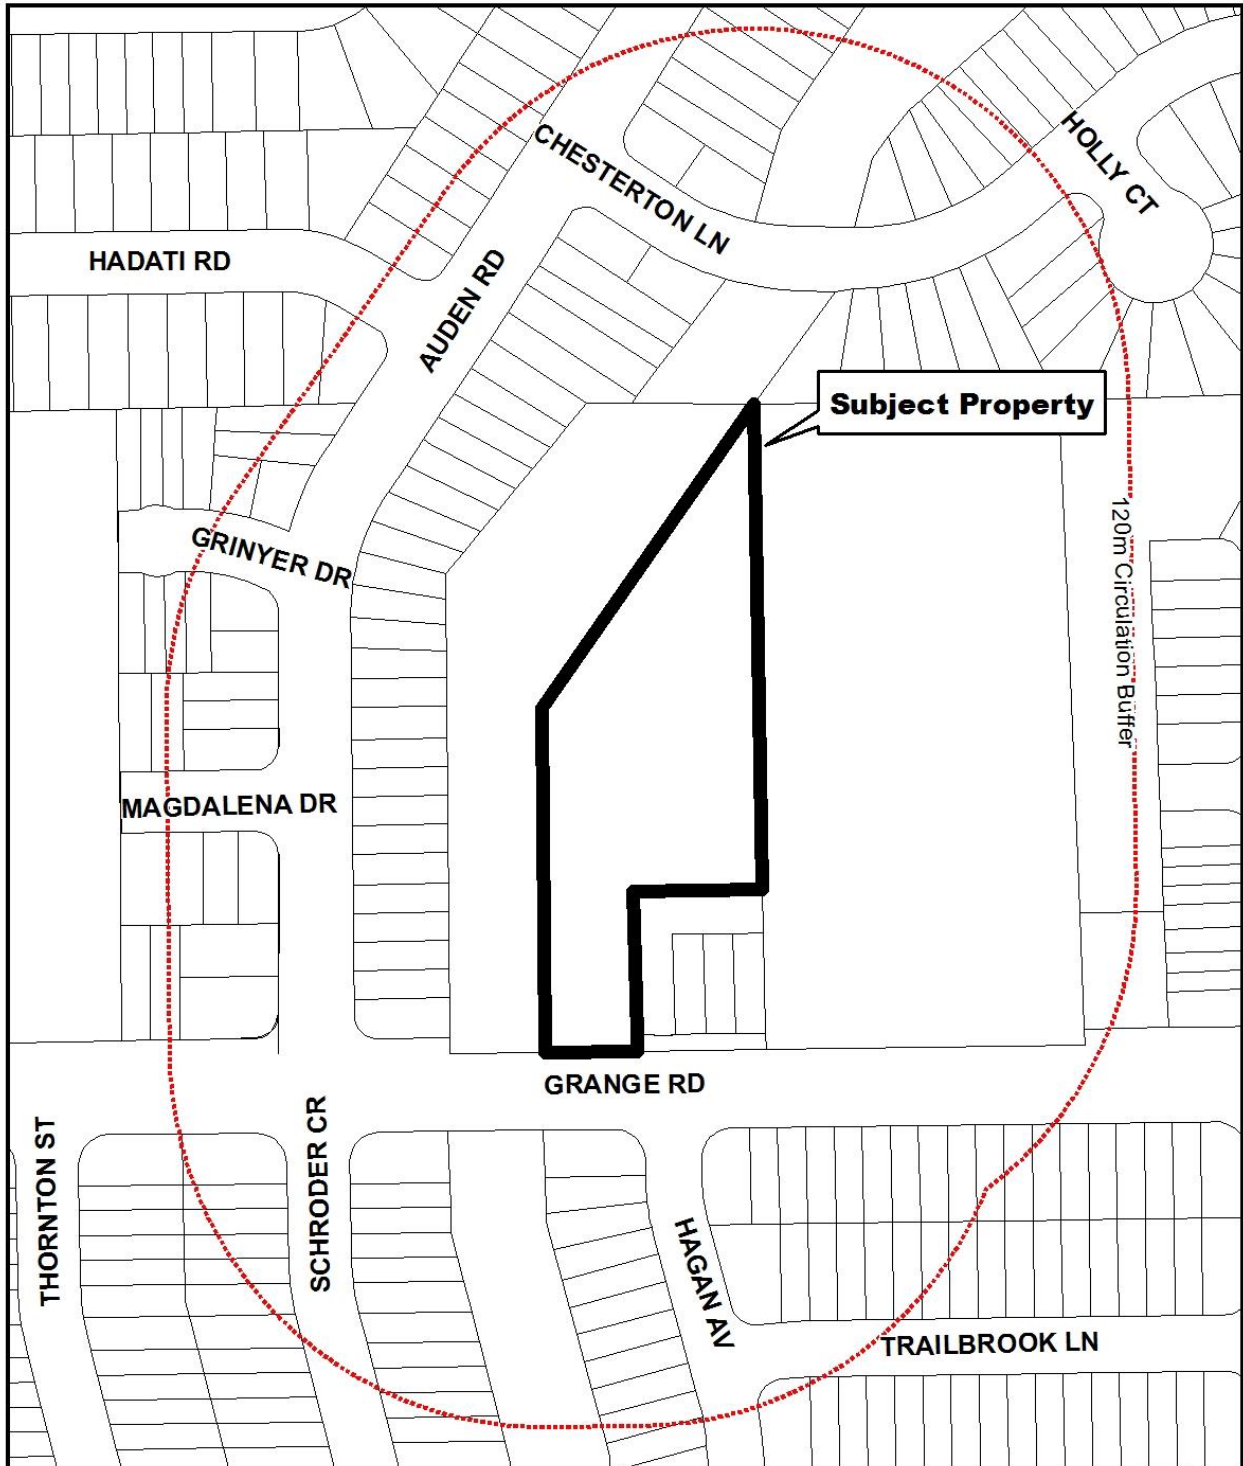 CHESTERTON LN
HOLLY CT
HADATI RD
AUDEN RD
Subject Property
GRINYER DR
120m Circulation Buffer
MAGDALENA DR
GRANGE RD
THORNTON ST
SCHRODER CR
HAGAN AV
TRAILBROOK LN